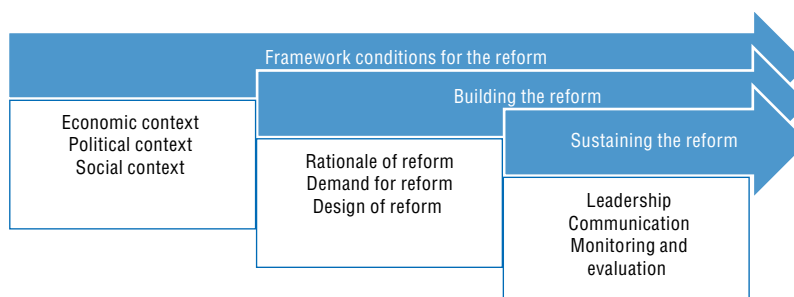 Framework conditions for the reform
Building the reform
Sustaining the reform
Economic context
Political context
Social context
Rationale of reform
Demand for reform
Design of reform
Leadership
Communication
Monitoring and
evaluation